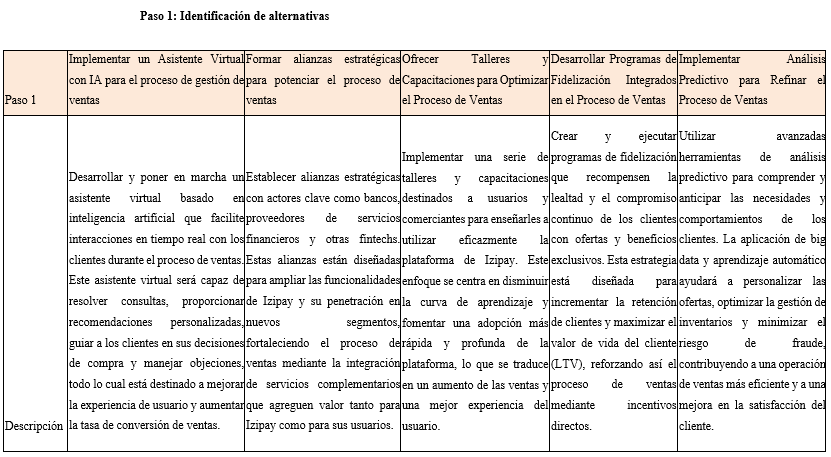 Paso 1: Identificación de alternativas
Paso 1
Implementar un Asistente Virtual
con IA para el proceso de gestión de
ventas
Formar alianzas estratégicas
para potenciar el proceso de
ventas
Ofrecer Talleres y
Capacitaciones para Optimizar
el Proceso de Ventas
Desarrollar Programas de
Fidelización Integrados
en el Proceso de Ventas
Implementar Análisis
Predictivo para Refinar el
Proceso de Ventas
Descripción
Desarrollar y poner en marcha un
asistente virtual basado en
inteligencia artificial que facilite
interacciones en tiempo real con los
clientes durante el proceso de ventas.
Este asistente virtual será capaz de
resolver consultas, proporcionar
recomendaciones personalizadas,
guiar a los clientes en sus decisiones
de compra y manejar objeciones,
todo lo cual está destinado a mejorar
la experiencia de usuario y aumentar
la tasa de conversión de ventas.
Establecer alianzas estratégicas
con actores clave como bancos,
proveedores de servicios
financieros y otras fintechs.
Estas alianzas están diseñadas
para ampliar las funcionalidades
de Izipay y su penetración en
nuevos segmentos,
fortaleciendo el proceso de
ventas mediante la integración
de servicios complementarios
que agreguen valor tanto para
Izipay como para sus usuarios.
Implementar una serie de
talleres y capacitaciones
destinados a usuarios y
comerciantes para enseñarles a
utilizar eficazmente la
plataforma de Izipay. Este
enfoque se centra en disminuir
la curva de aprendizaje y
fomentar una adopción más
rápida y profunda de la
plataforma, lo que se traduce
en un aumento de las ventas y
una mejor experiencia del
usuario.
Crear y ejecutar
programas de fidelización
que recompensen la
lealtad y el compromiso
continuo de los clientes
con ofertas y beneficios
exclusivos. Esta estrategia
está diseñada para
incrementar la retención
de clientes y maximizar el
valor de vida del cliente
(LTV), reforzando así el
proceso de ventas
mediante incentivos
directos.
Utilizar avanzadas
herramientas de análisis
predictivo para comprender y
anticipar las necesidades y
comportamientos de los
clientes. La aplicación de big
data y aprendizaje automático
ayudará a personalizar las
ofertas, optimizar la gestión de
inventarios y minimizar el
riesgo de fraude,
contribuyendo a una operación
de ventas más eficiente y a una
mejora en la satisfacción del
cliente.